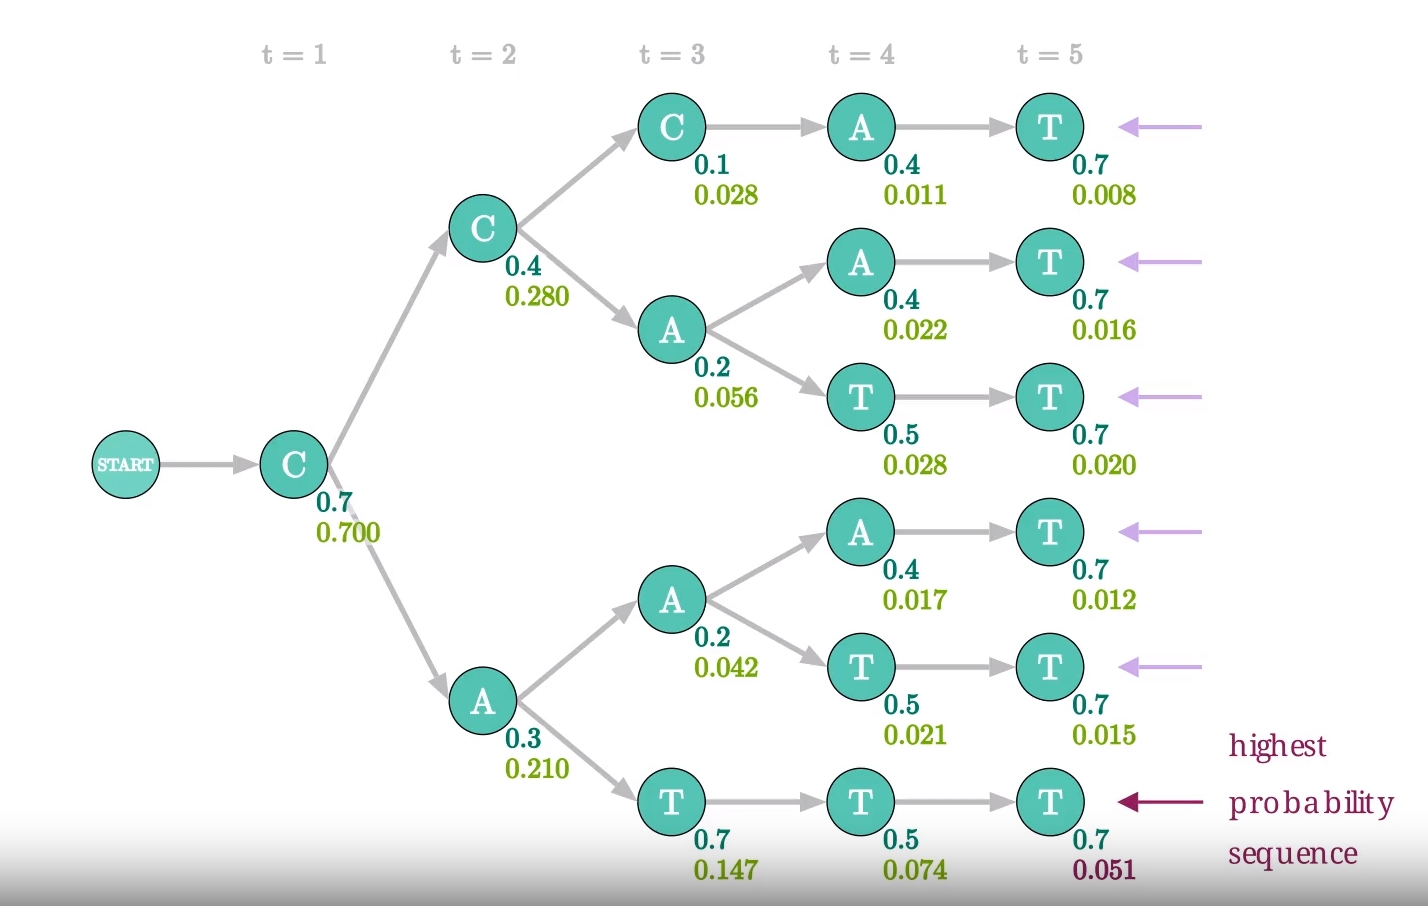 t = 1 t = 2 t = 3 t = 4 t = 5
C A T
0.1 0.4 0.7
0.028 0.011 0.008
C
0.4
0.280
A T
0.4 0.7
0.022 0.016
A
0.2
0.056
T T
0.5 0.7
0.028 0.020
START C
0.7
0.700
A T
0.4 0.7
0.017 0.012
A
0.2
0.042
T T
0.5 0.7
0.021 0.015
A
0.3
0.210
T T T
0.7 0.5 0.7
0.147 0.074 0.051
highest
probability
sequence